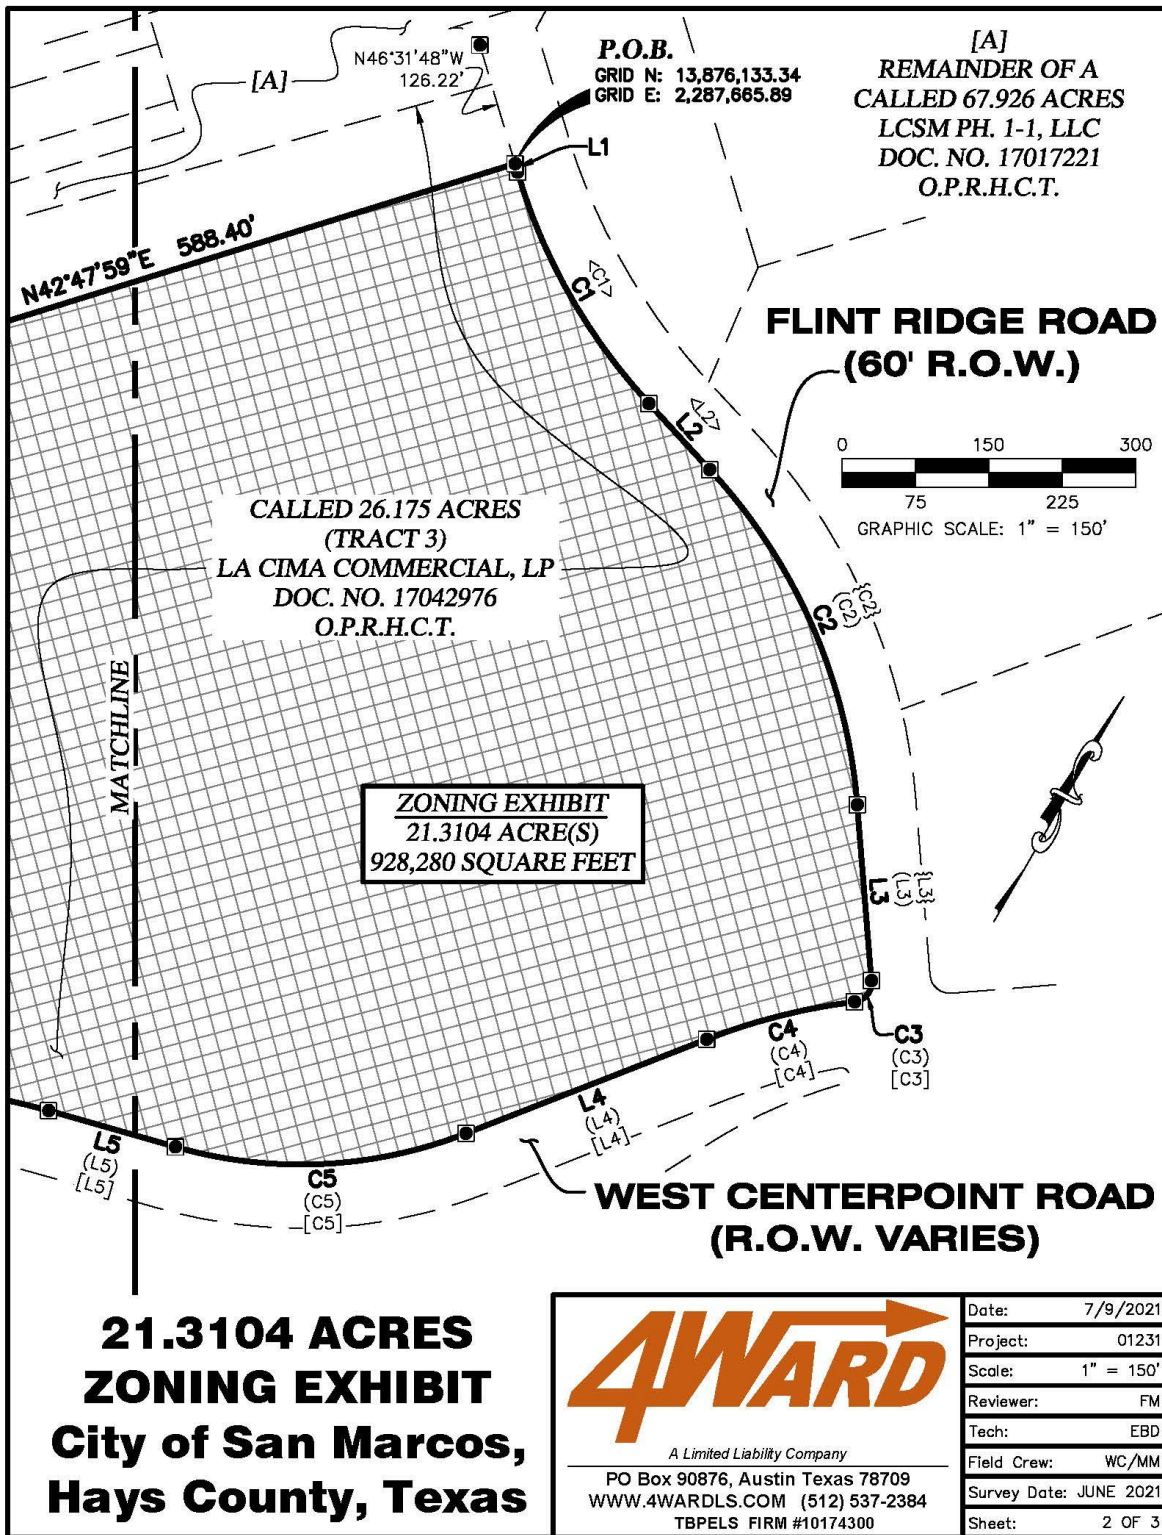 [A]
N46°31'48"W
126.22'
P.O.B.
GRID N: 13,876,133.34
GRID E: 2,287,665.89
L1
[A]
REMAINDER OF A
CALLED 67.926 ACRES
LCSM PH. 1-1, LLC
DOC. NO. 17017221
O.P.R.H.C.T.
N42°47'59"E 588.40'
C1
<C1>
FLINT RIDGE ROAD
(60' R.O.W.)
L2
<L2>
0 150 300
75 225
GRAPHIC SCALE: 1" = 150'
CALLED 26.175 ACRES
(TRACT 3)
LA CIMA COMMERCIAL, LP
DOC. NO. 17042976
O.P.R.H.C.T.
C2
(C2)
{C2}
MATCHLINE
ZONING EXHIBIT
21.3104 ACRE(S)
928,280 SQUARE FEET
L3
(L3)
{L3}
C3
(C3)
[C3]
C4
(C4)
[C4]
L4
(L4)
[L4]
L5
(L5)
[L5]
C5
(C5)
[C5]
WEST CENTERPOINT ROAD
(R.O.W. VARIES)
21.3104 ACRES
ZONING EXHIBIT
City of San Marcos,
Hays County, Texas
4WARD
A Limited Liability Company
PO Box 90876, Austin Texas 78709
WWW.4WARDLS.COM (512) 537-2384
TBPELS FIRM #10174300
Date: 7/9/2021
Project: 01231
Scale: 1" = 150'
Reviewer: FM
Tech: EBD
Field Crew: WC/MM
Survey Date: JUNE 2021
Sheet: 2 OF 3